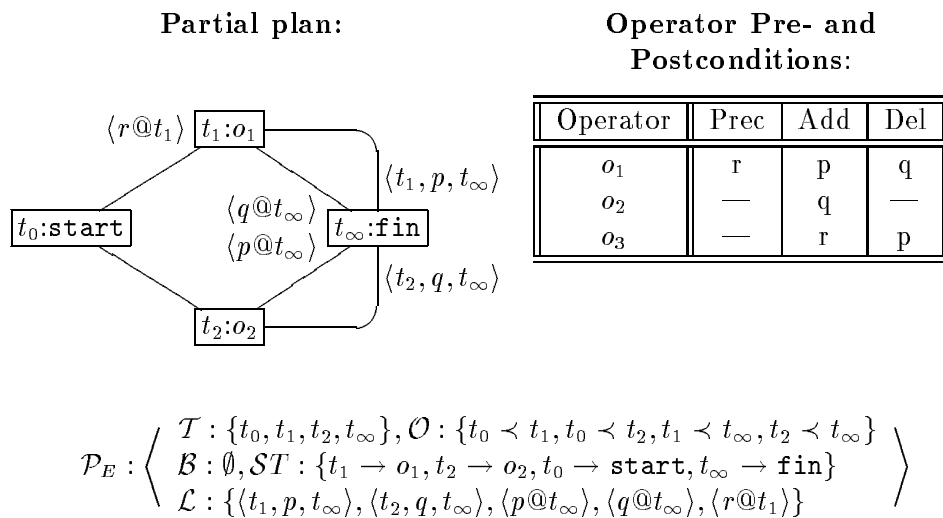 Partial plan:
Operator Pre- and
Postconditions:
⟨r@t₁⟩ t₁:o₁
⟨t₁, p, t∞⟩
⟨q@t∞⟩
t₀:start
t∞:fin
⟨p@t∞⟩
⟨t₂, q, t∞⟩
t₂:o₂
Operator Prec Add Del
o₁ r p q
o₂ — q —
o₃ — r p
𝒯 : {t₀, t₁, t₂, t∞}, 𝒪 : {t₀ ≺ t₁, t₀ ≺ t₂, t₁ ≺ t∞, t₂ ≺ t∞}
𝒫_E : ⟨ ℬ : ∅, 𝒮𝒯 : {t₁ → o₁, t₂ → o₂, t₀ → start, t∞ → fin} ⟩
ℒ : {⟨t₁, p, t∞⟩, ⟨t₂, q, t∞⟩, ⟨p@t∞⟩, ⟨q@t∞⟩, ⟨r@t₁⟩}